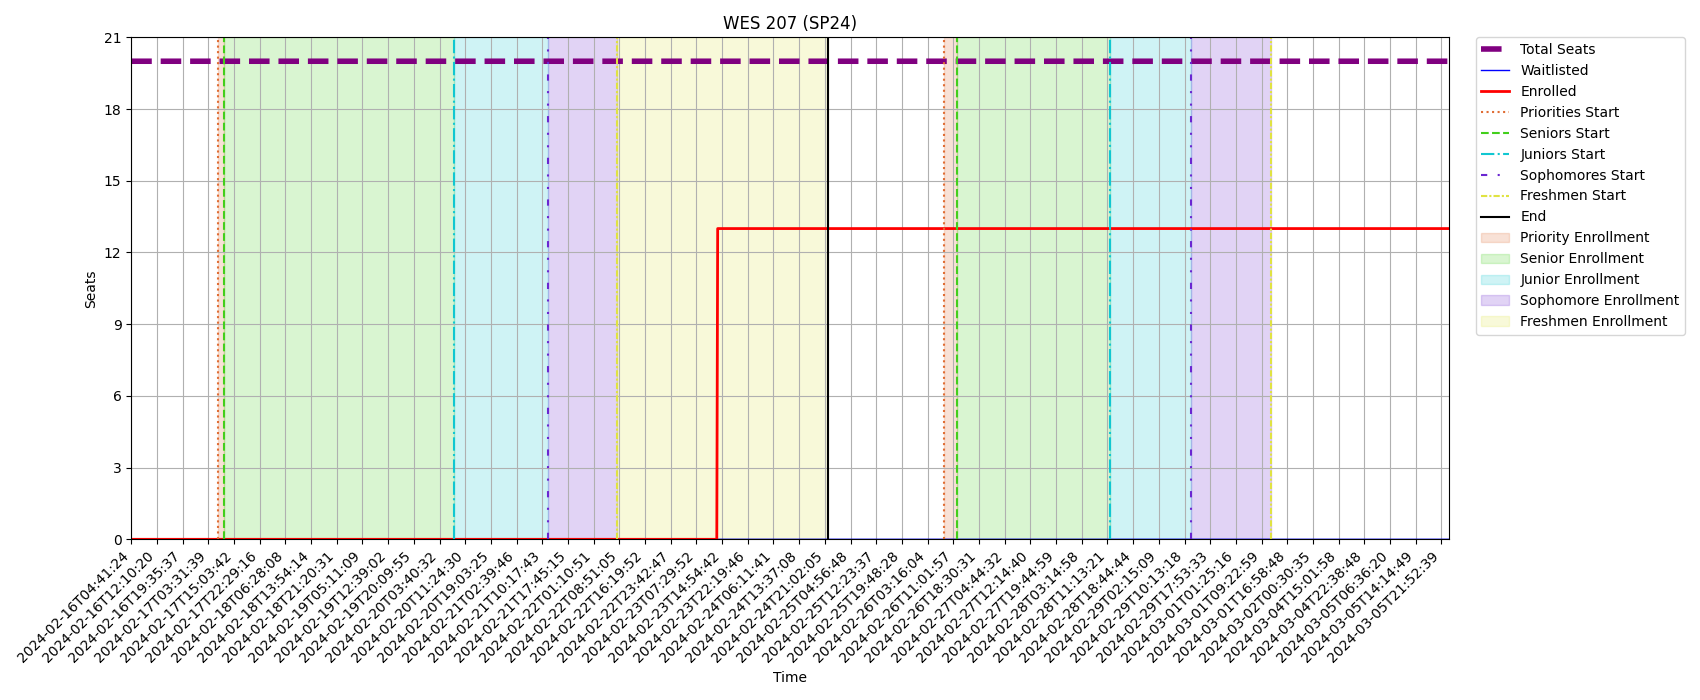 WES 207 (SP24)
21
18
15
12
9
6
3
0
Seats
2024-02-16T04:41:24
2024-02-16T12:10:20
2024-02-16T19:35:37
2024-02-17T03:31:39
2024-02-17T15:03:42
2024-02-17T22:29:16
2024-02-18T06:28:08
2024-02-18T13:54:14
2024-02-18T21:20:31
2024-02-19T05:11:09
2024-02-19T12:39:02
2024-02-19T20:09:55
2024-02-20T03:40:32
2024-02-20T11:24:30
2024-02-20T19:03:25
2024-02-21T02:39:46
2024-02-21T10:17:43
2024-02-21T17:45:15
2024-02-22T01:10:51
2024-02-22T08:51:05
2024-02-22T16:19:52
2024-02-22T23:42:47
2024-02-23T07:29:52
2024-02-23T14:54:42
2024-02-23T22:19:46
2024-02-24T06:11:41
2024-02-24T13:37:08
2024-02-24T21:02:05
2024-02-25T04:56:48
2024-02-25T12:23:37
2024-02-25T19:48:28
2024-02-26T03:16:04
2024-02-26T11:01:57
2024-02-26T18:30:31
2024-02-27T04:44:32
2024-02-27T12:14:40
2024-02-27T19:44:59
2024-02-28T03:14:58
2024-02-28T11:13:21
2024-02-28T18:44:44
2024-02-29T02:15:09
2024-02-29T10:13:18
2024-02-29T17:53:33
2024-03-01T01:25:16
2024-03-01T09:22:59
2024-03-01T16:58:48
2024-03-02T00:30:35
2024-03-04T15:01:58
2024-03-04T22:38:48
2024-03-05T06:36:20
2024-03-05T14:14:49
2024-03-05T21:52:39
Time
Total Seats
Waitlisted
Enrolled
Priorities Start
Seniors Start
Juniors Start
Sophomores Start
Freshmen Start
End
Priority Enrollment
Senior Enrollment
Junior Enrollment
Sophomore Enrollment
Freshmen Enrollment